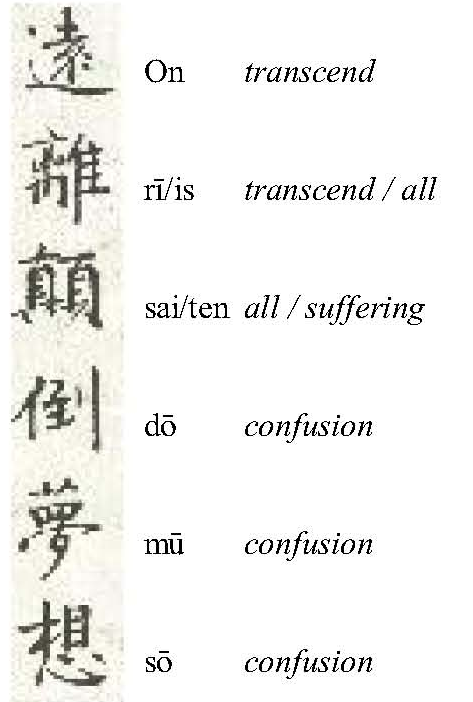 遠 On transcend
離 rī/is transcend / all
顛 sai/ten all / suffering
倒 dō confusion
夢 mū confusion
想 sō confusion